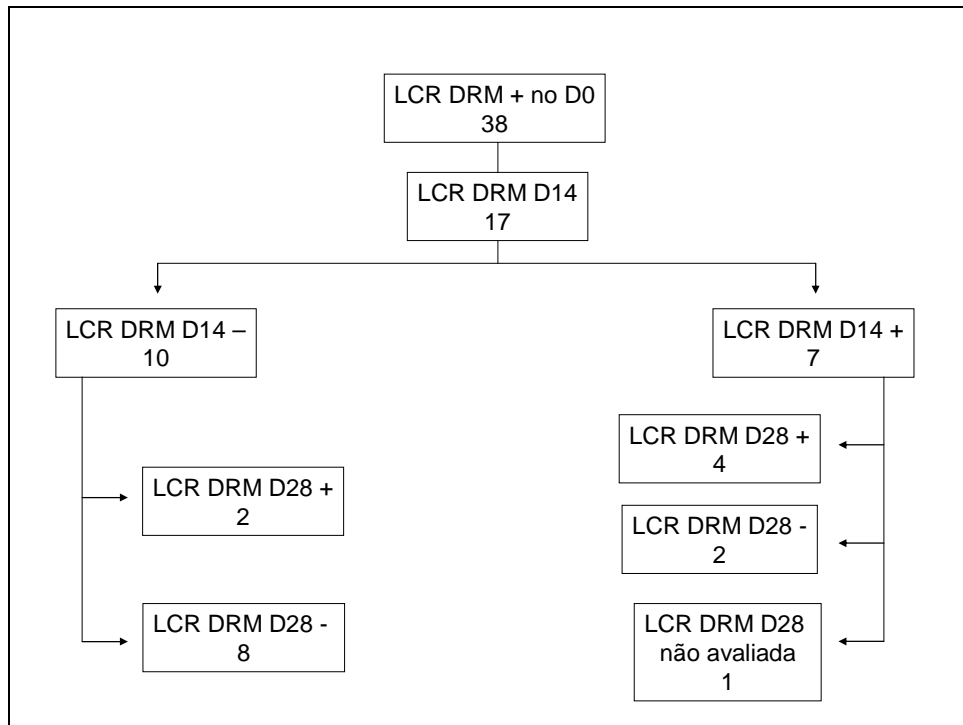 LCR DRM + no D0
38
LCR DRM D14
17
LCR DRM D14 –
10
LCR DRM D28 +
2
LCR DRM D28 -
8
LCR DRM D14 +
7
LCR DRM D28 +
4
LCR DRM D28 -
2
LCR DRM D28
não avaliada
1